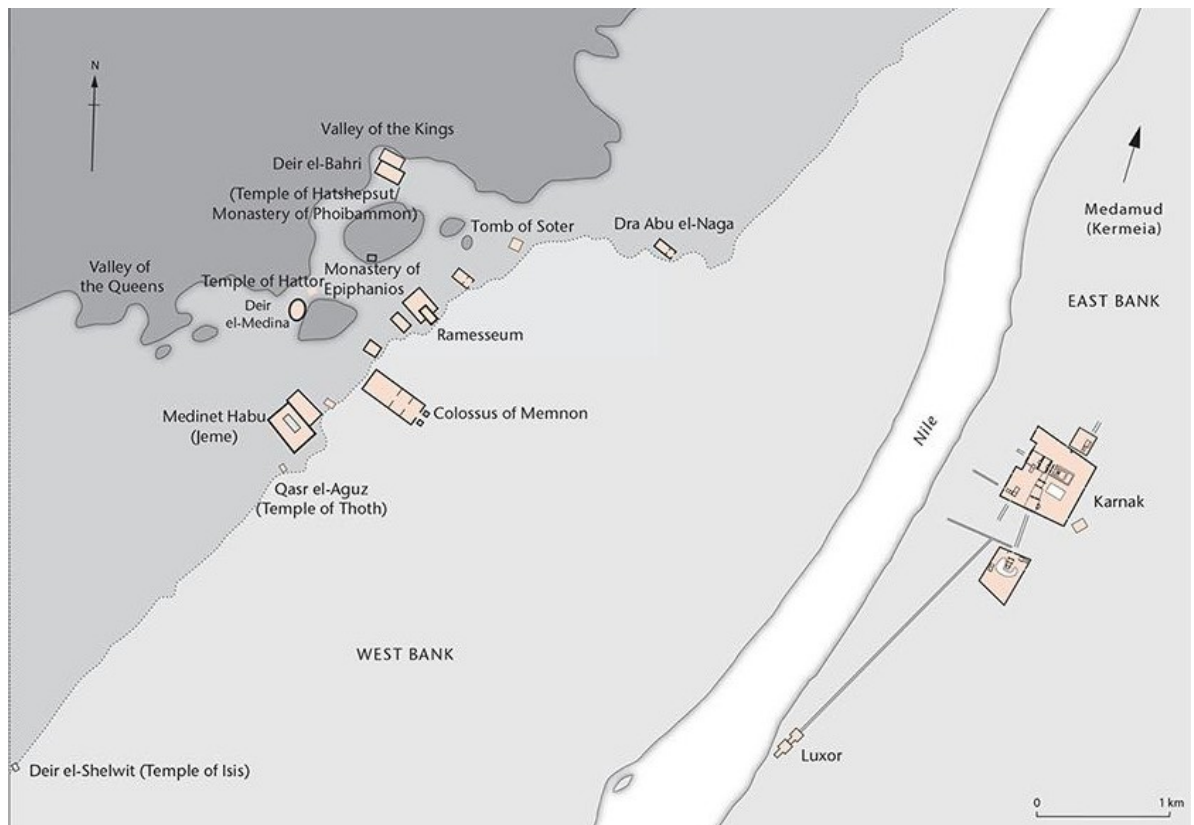 N
Valley of the Kings
Deir el-Bahri
(Temple of Hatshepsut/
Monastery of Phoibammon)
Tomb of Soter
Dra Abu el-Naga
Medamud
(Kermeia)
Valley of
the Queens
Temple of Hattor
Monastery of
Epiphanios
Deir
el-Medina
EAST BANK
Ramesseum
Medinet Habu
(Jeme)
Colossus of Memnon
Nile
Qasr el-Aguz
(Temple of Thoth)
Karnak
WEST BANK
Luxor
Deir el-Shelwit (Temple of Isis)
0 1 km